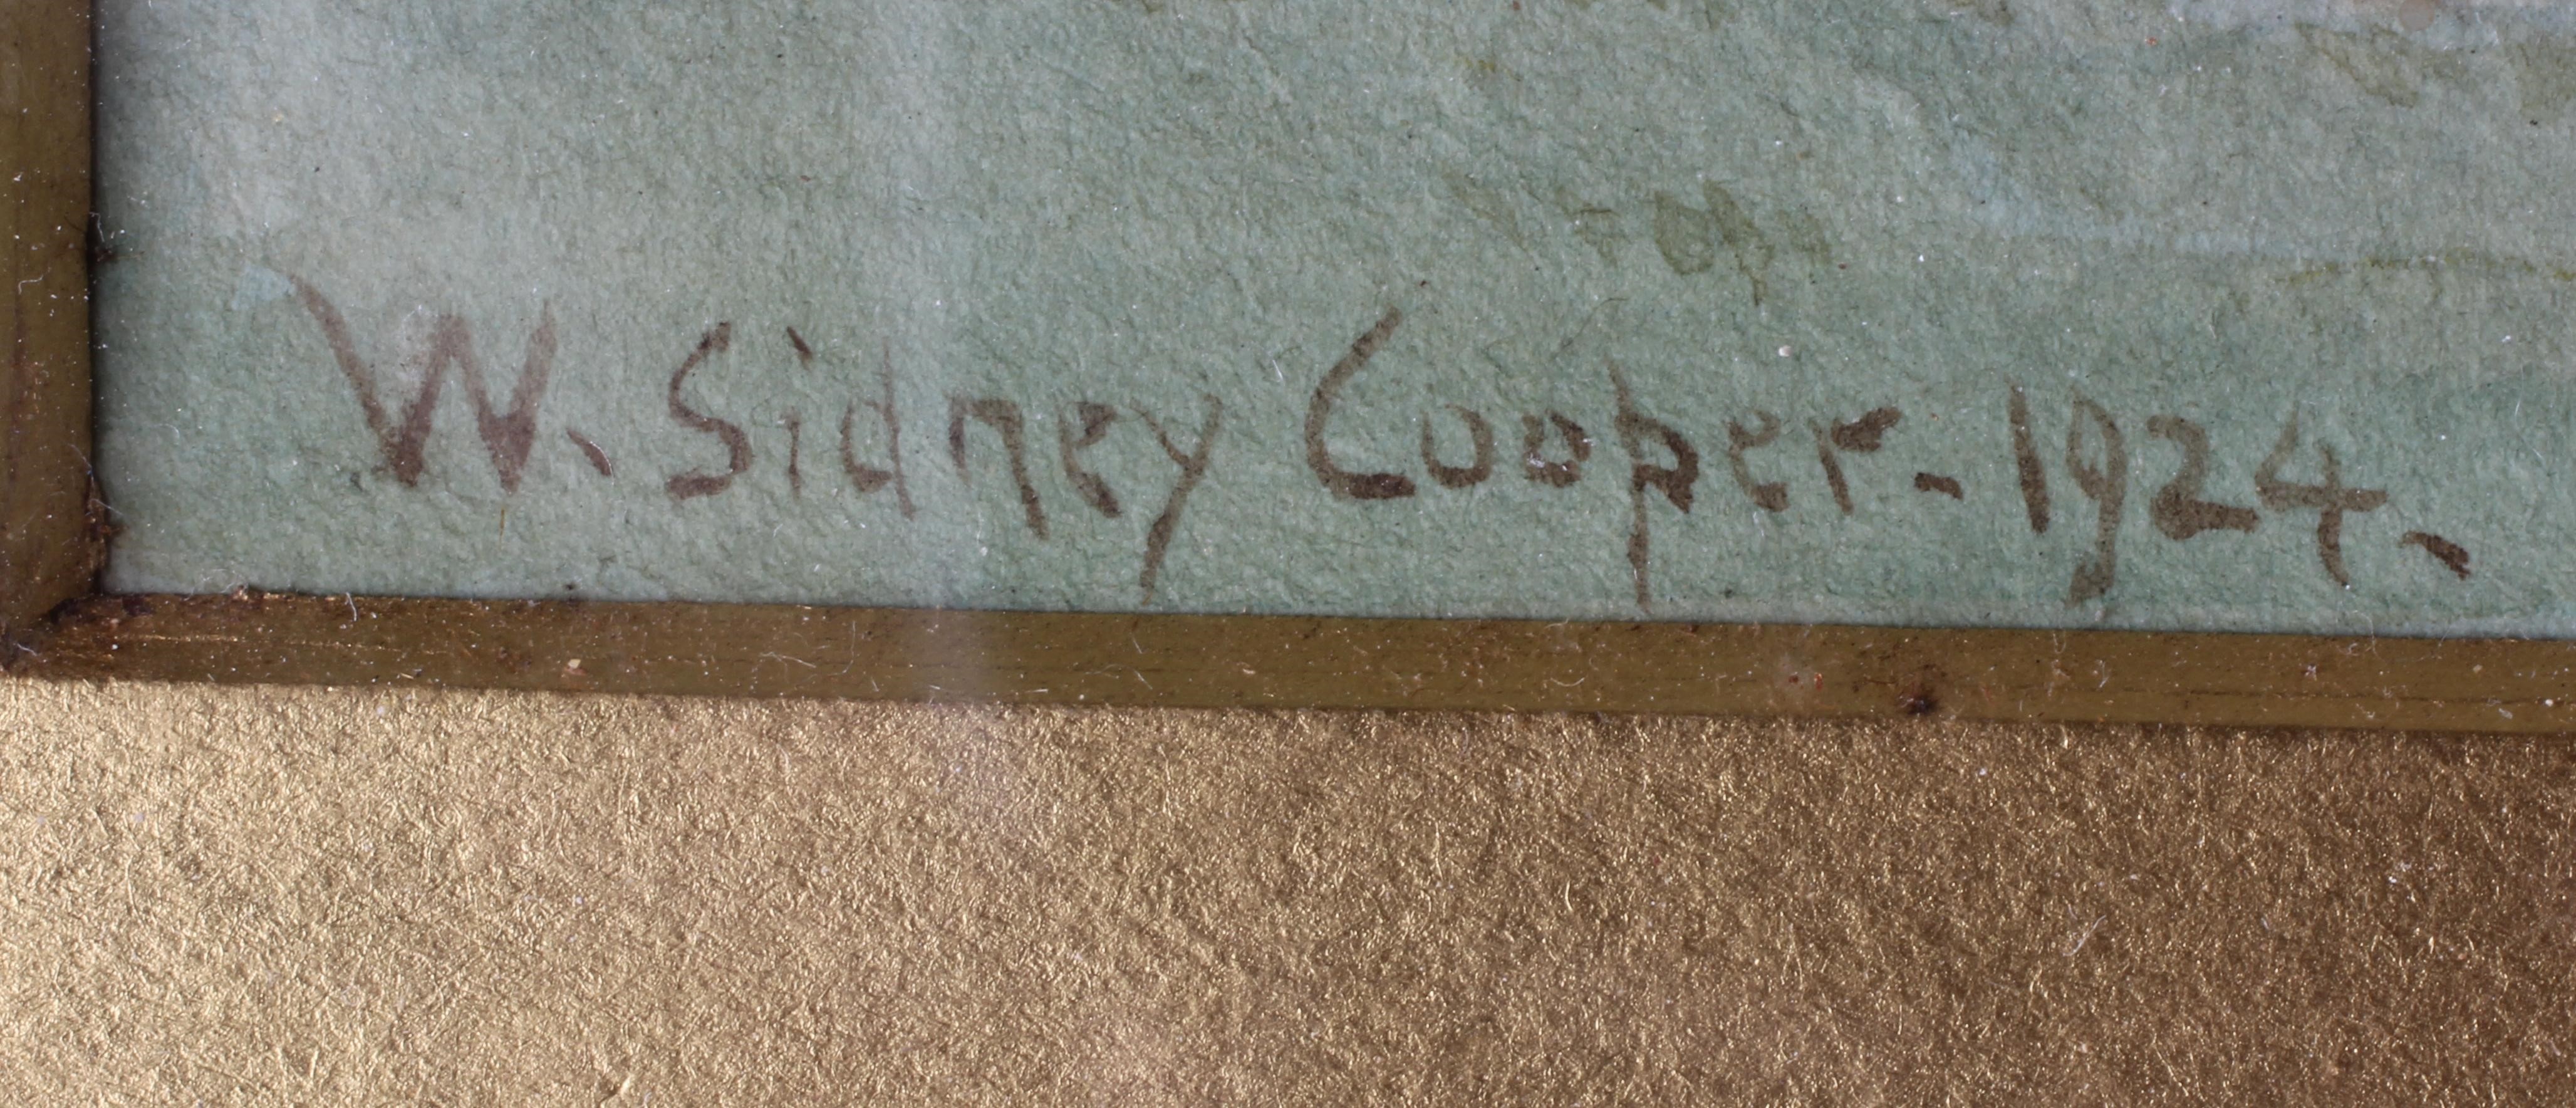 W. Sidney Cooper - 1924.